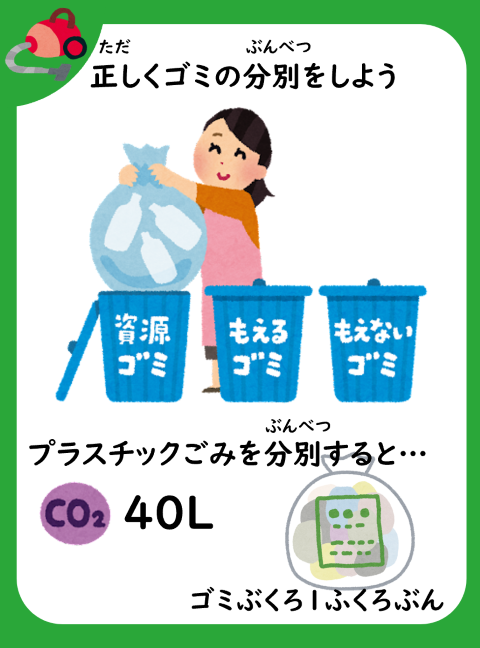 ただ ぶんべつ
正しくゴミの分別をしよう
資源 もえる もえない
ゴミ ゴミ ゴミ
ぶんべつ
プラスチックごみを分別すると…
CO₂ 40L
ゴミぶくろ1ふくろぶん